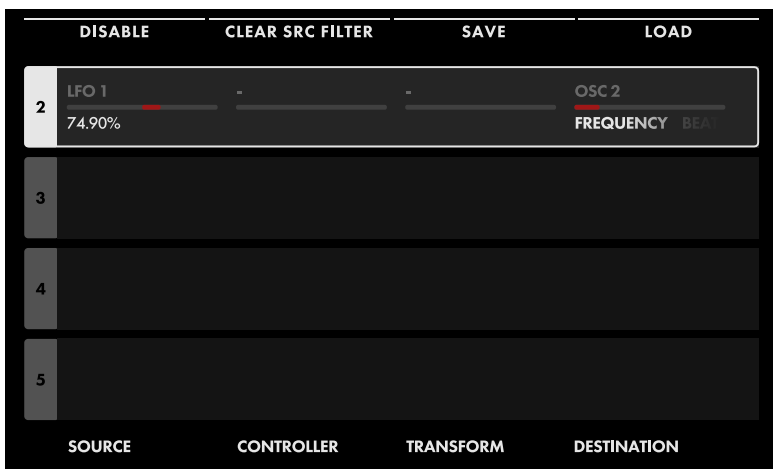 DISABLE CLEAR SRC FILTER SAVE LOAD
LFO 1 - - OSC 2
2
74.90% FREQUENCY BEAT
3
4
5
SOURCE CONTROLLER TRANSFORM DESTINATION